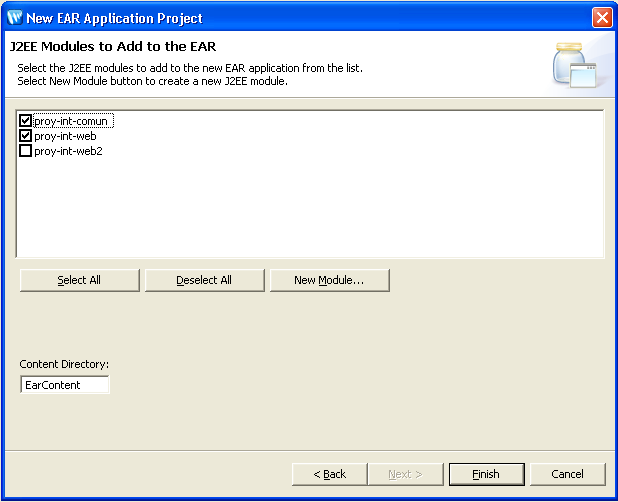 New EAR Application Project
J2EE Modules to Add to the EAR
Select the J2EE modules to add to the new EAR application from the list.
Select New Module button to create a new J2EE module.
proy-int-comun
proy-int-web
proy-int-web2
Select All
Deselect All
New Module...
Content Directory:
EarContent
< Back
Next >
Finish
Cancel